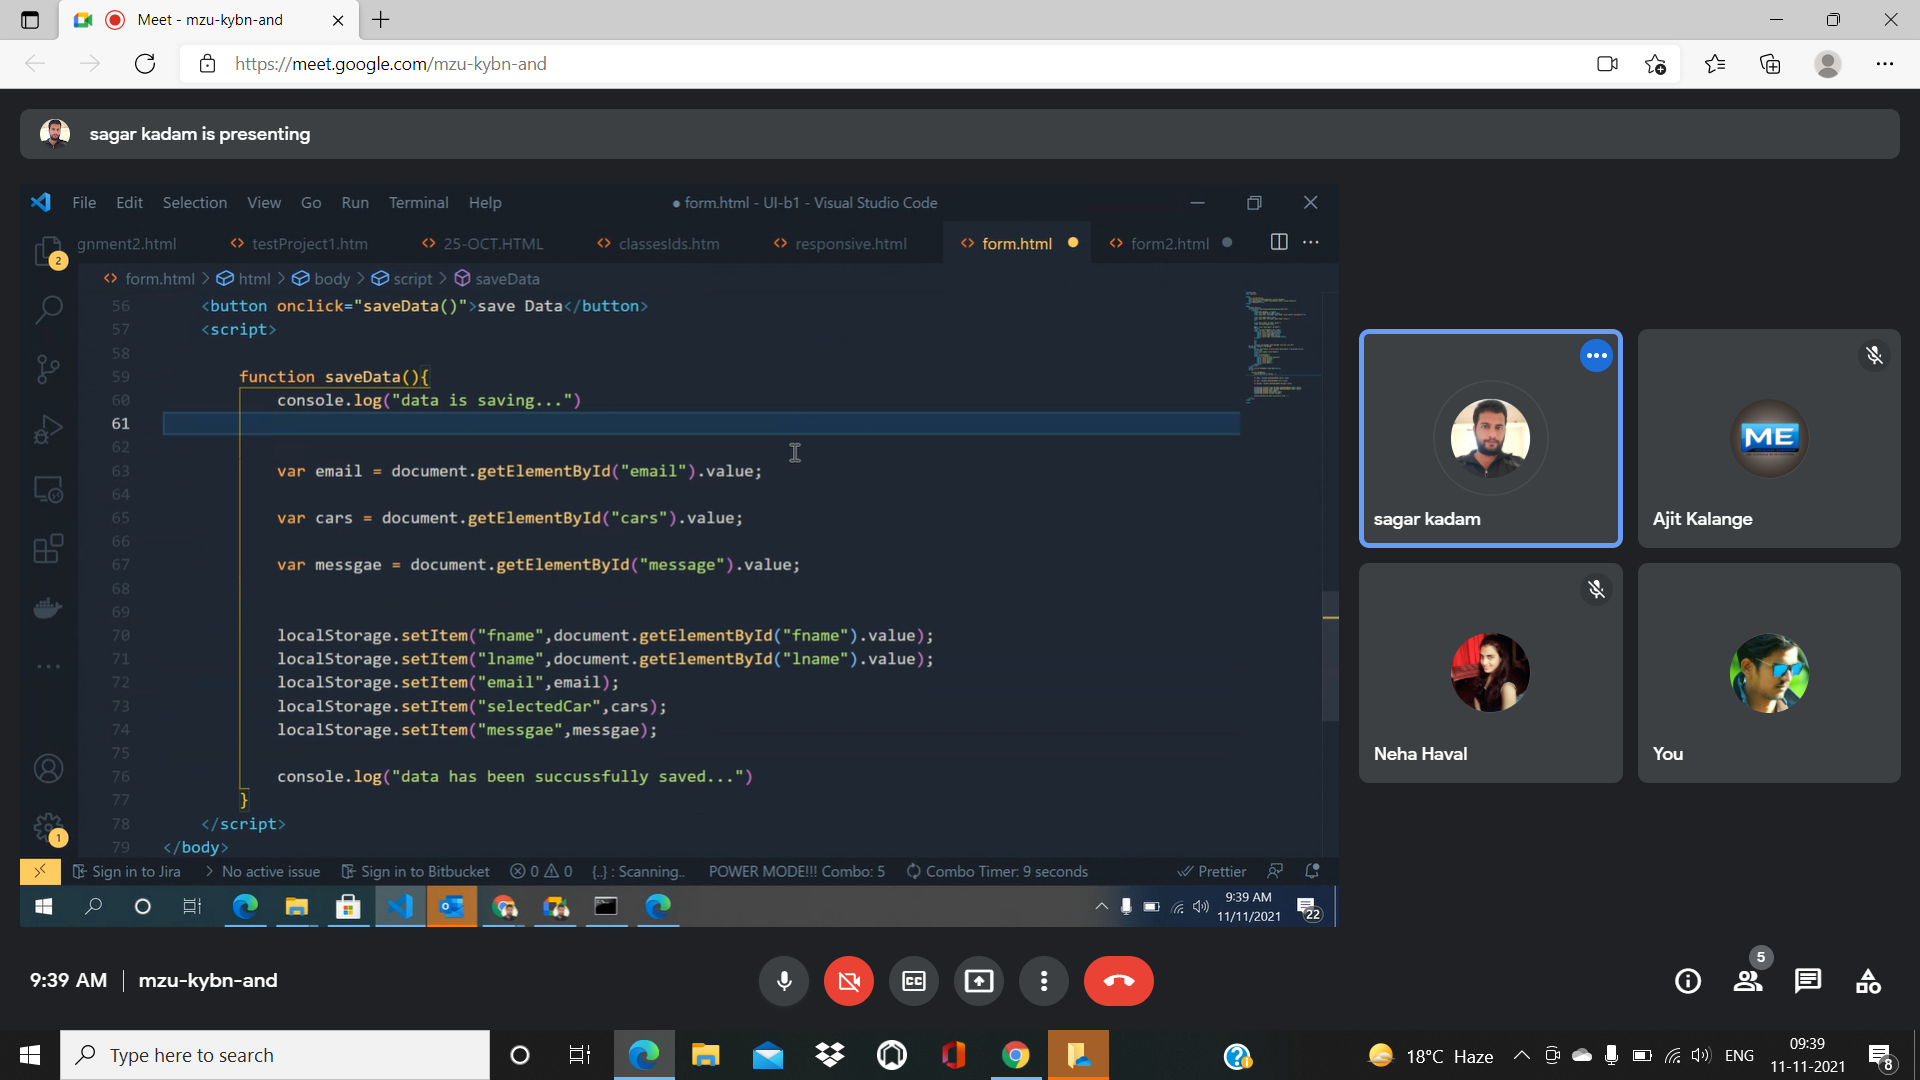 Meet - mzu-kybn-and
https://meet.google.com/mzu-kybn-and
sagar kadam is presenting
File Edit Selection View Go Run Terminal Help
● form.html - UI-b1 - Visual Studio Code
gnment2.html <> testProject1.htm <> 25-OCT.HTML <> classesIds.htm <> responsive.html <> form.html <> form2.html
<> form.html > html > body > script > saveData
56 <button onclick="saveData()">save Data</button>
57 <script>
58
59 function saveData(){
60 console.log("data is saving...")
61
62
63 var email = document.getElementById("email").value;
64
65 var cars = document.getElementById("cars").value;
66
67 var messgae = document.getElementById("message").value;
68
69
70 localStorage.setItem("fname",document.getElementById("fname").value);
71 localStorage.setItem("lname",document.getElementById("lname").value);
72 localStorage.setItem("email",email);
73 localStorage.setItem("selectedCar",cars);
74 localStorage.setItem("messgae",messgae);
75
76 console.log("data has been succussfully saved...")
77 }
78 </script>
79 </body>
2
1
Sign in to Jira > No active issue Sign in to Bitbucket 0 0 {..} : Scanning.. POWER MODE!!! Combo: 5 Combo Timer: 9 seconds Prettier
9:39 AM
11/11/2021
22
sagar kadam
ME
Ajit Kalange
Neha Haval
You
9:39 AM | mzu-kybn-and
CC
5
Type here to search
18°C Haze
ENG
09:39
11-11-2021
8